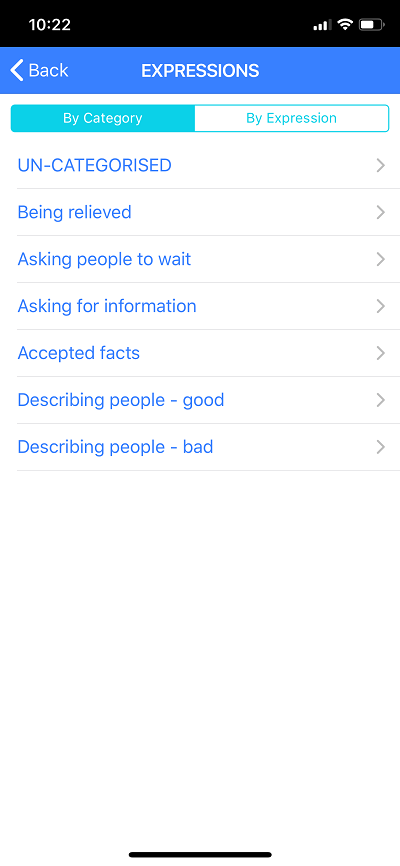 10:22
Back
EXPRESSIONS
By Category
By Expression
UN-CATEGORISED
Being relieved
Asking people to wait
Asking for information
Accepted facts
Describing people - good
Describing people - bad